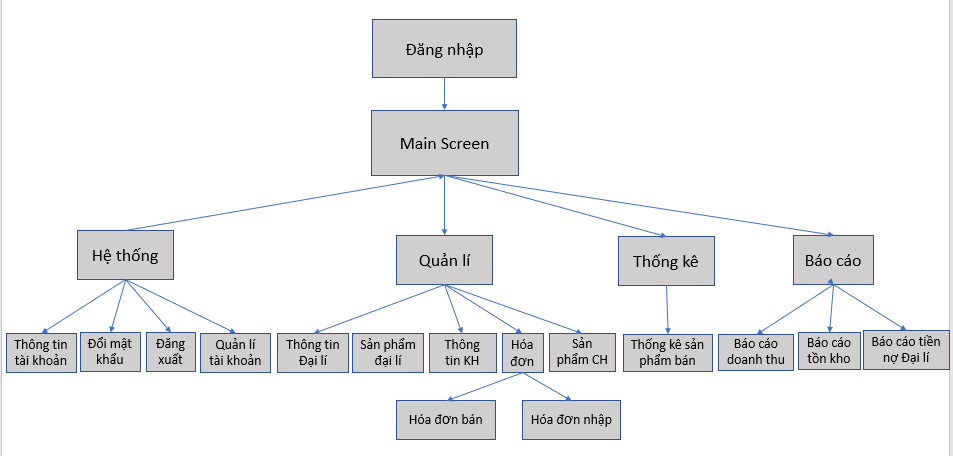 Đăng nhập
Main Screen
Hệ thống
Quản lí
Thống kê
Báo cáo
Thông tin
tài khoản
Đổi mật
khẩu
Đăng
xuất
Quản lí
tài khoản
Thông tin
Đại lí
Sản phẩm
đại lí
Thông
tin KH
Hóa
đơn
Sản
phẩm CH
Thống kê sản
phẩm bán
Báo cáo
doanh thu
Báo cáo
tồn kho
Báo cáo tiền
nợ Đại lí
Hóa đơn bán
Hóa đơn nhập